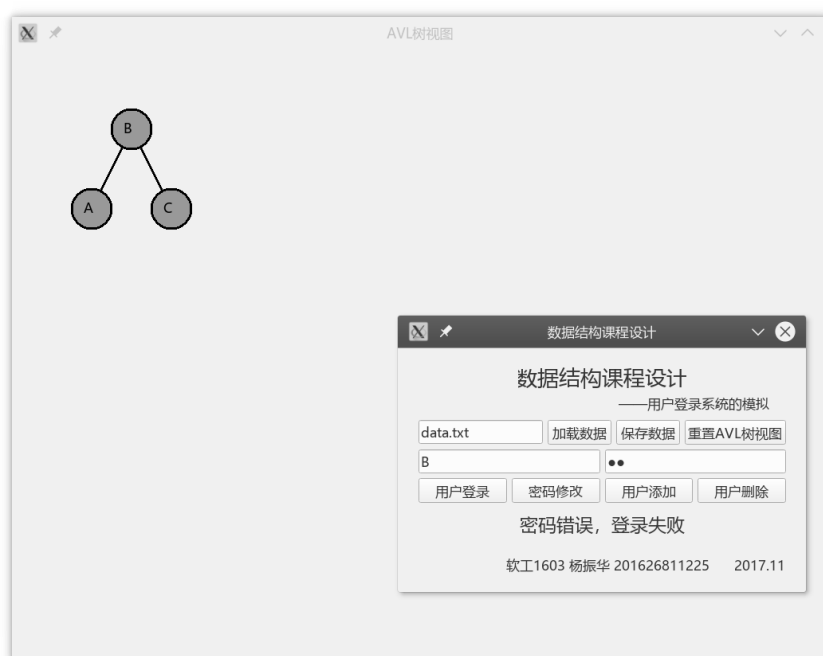 AVL树视图
B
A
C
数据结构课程设计
数据结构课程设计
——用户登录系统的模拟
data.txt 加载数据 保存数据 重置AVL树视图
B ●●
用户登录 密码修改 用户添加 用户删除
密码错误，登录失败
软工1603 杨振华 201626811225 2017.11